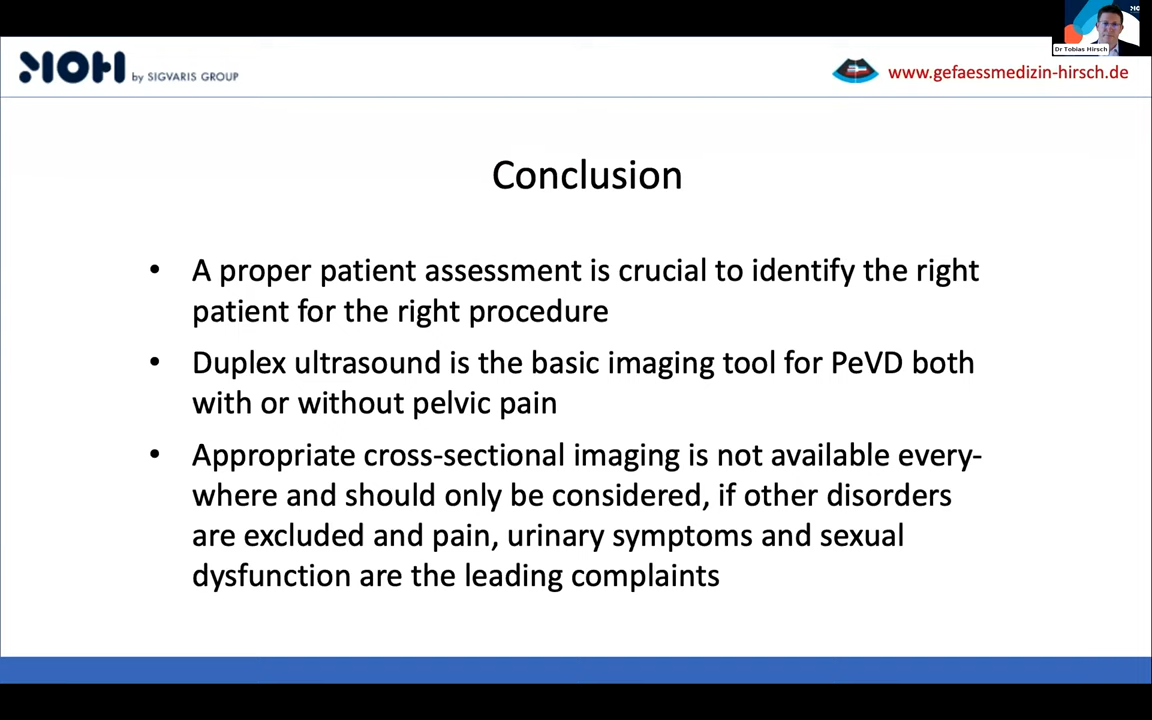 Dr Tobias Hirsch
by SIGVARIS GROUP
www.gefaessmedizin-hirsch.de
Conclusion
• A proper patient assessment is crucial to identify the right
patient for the right procedure
• Duplex ultrasound is the basic imaging tool for PeVD both
with or without pelvic pain
• Appropriate cross-sectional imaging is not available every-
where and should only be considered, if other disorders
are excluded and pain, urinary symptoms and sexual
dysfunction are the leading complaints